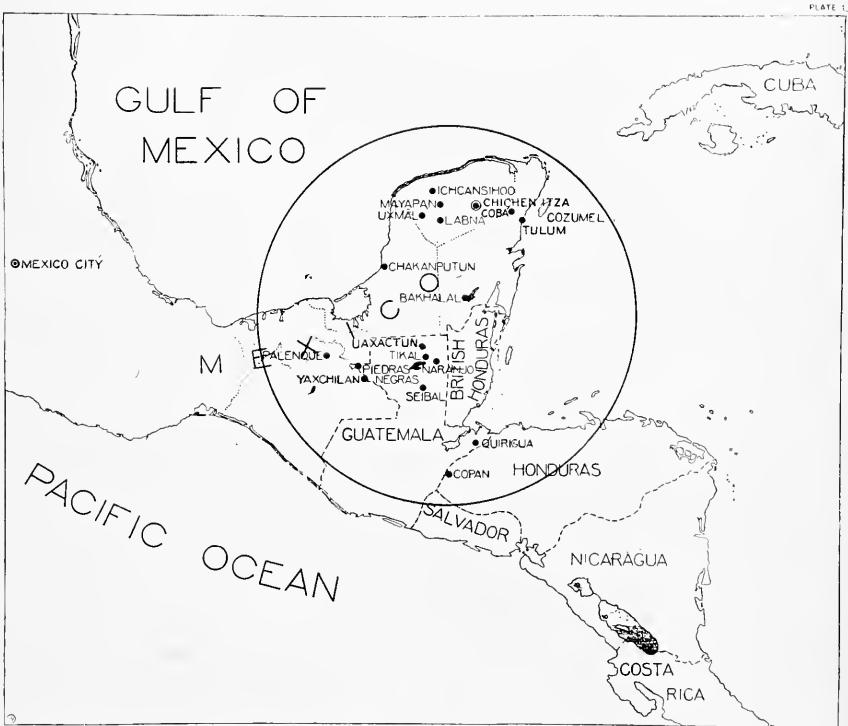 PLATE 1
GULF OF
MEXICO
CUBA
ICHCANSIHOO
MAYAPAN
CHICHEN ITZA
UXMAL
LABNA
COBA
COZUMEL
TULUM
MEXICO CITY
CHAKANPUTUN
BAKHALAL
MEXICO
UAXACTUN
PALENQUE
TIKAL
PIEDRAS NEGRAS
NARANJO
YAXCHILAN
SEIBAL
BRITISH HONDURAS
GUATEMALA
QUIRIGUA
COPAN
HONDURAS
PACIFIC OCEAN
SALVADOR
NICARAGUA
COSTA
RICA